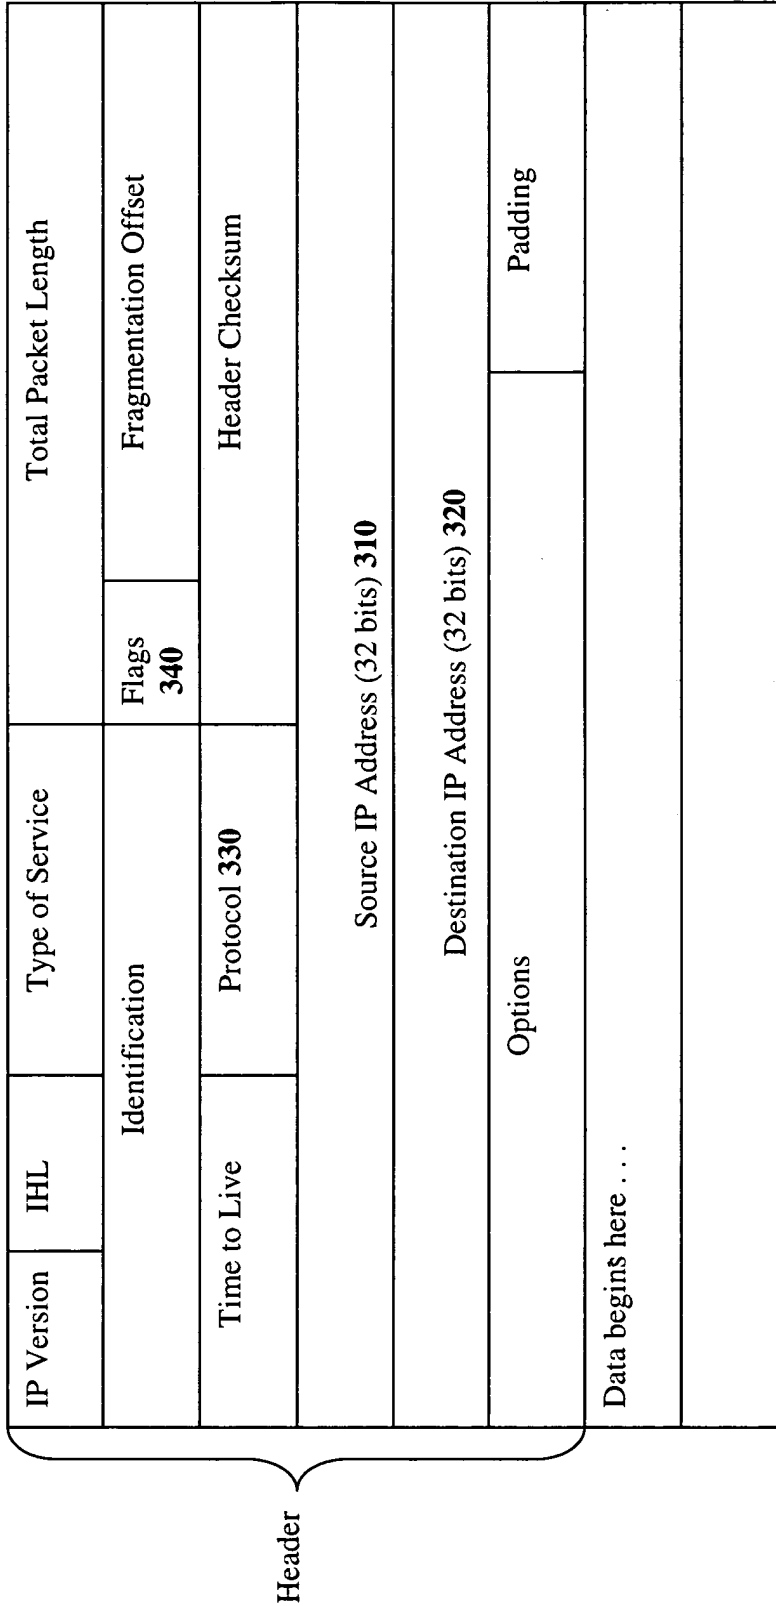 IP Version
IHL
Type of Service
Total Packet Length
Identification
Flags
340
Fragmentation Offset
Time to Live
Protocol 330
Header Checksum
Header
Source IP Address (32 bits) 310
Destination IP Address (32 bits) 320
Options
Padding
Data begins here . . .